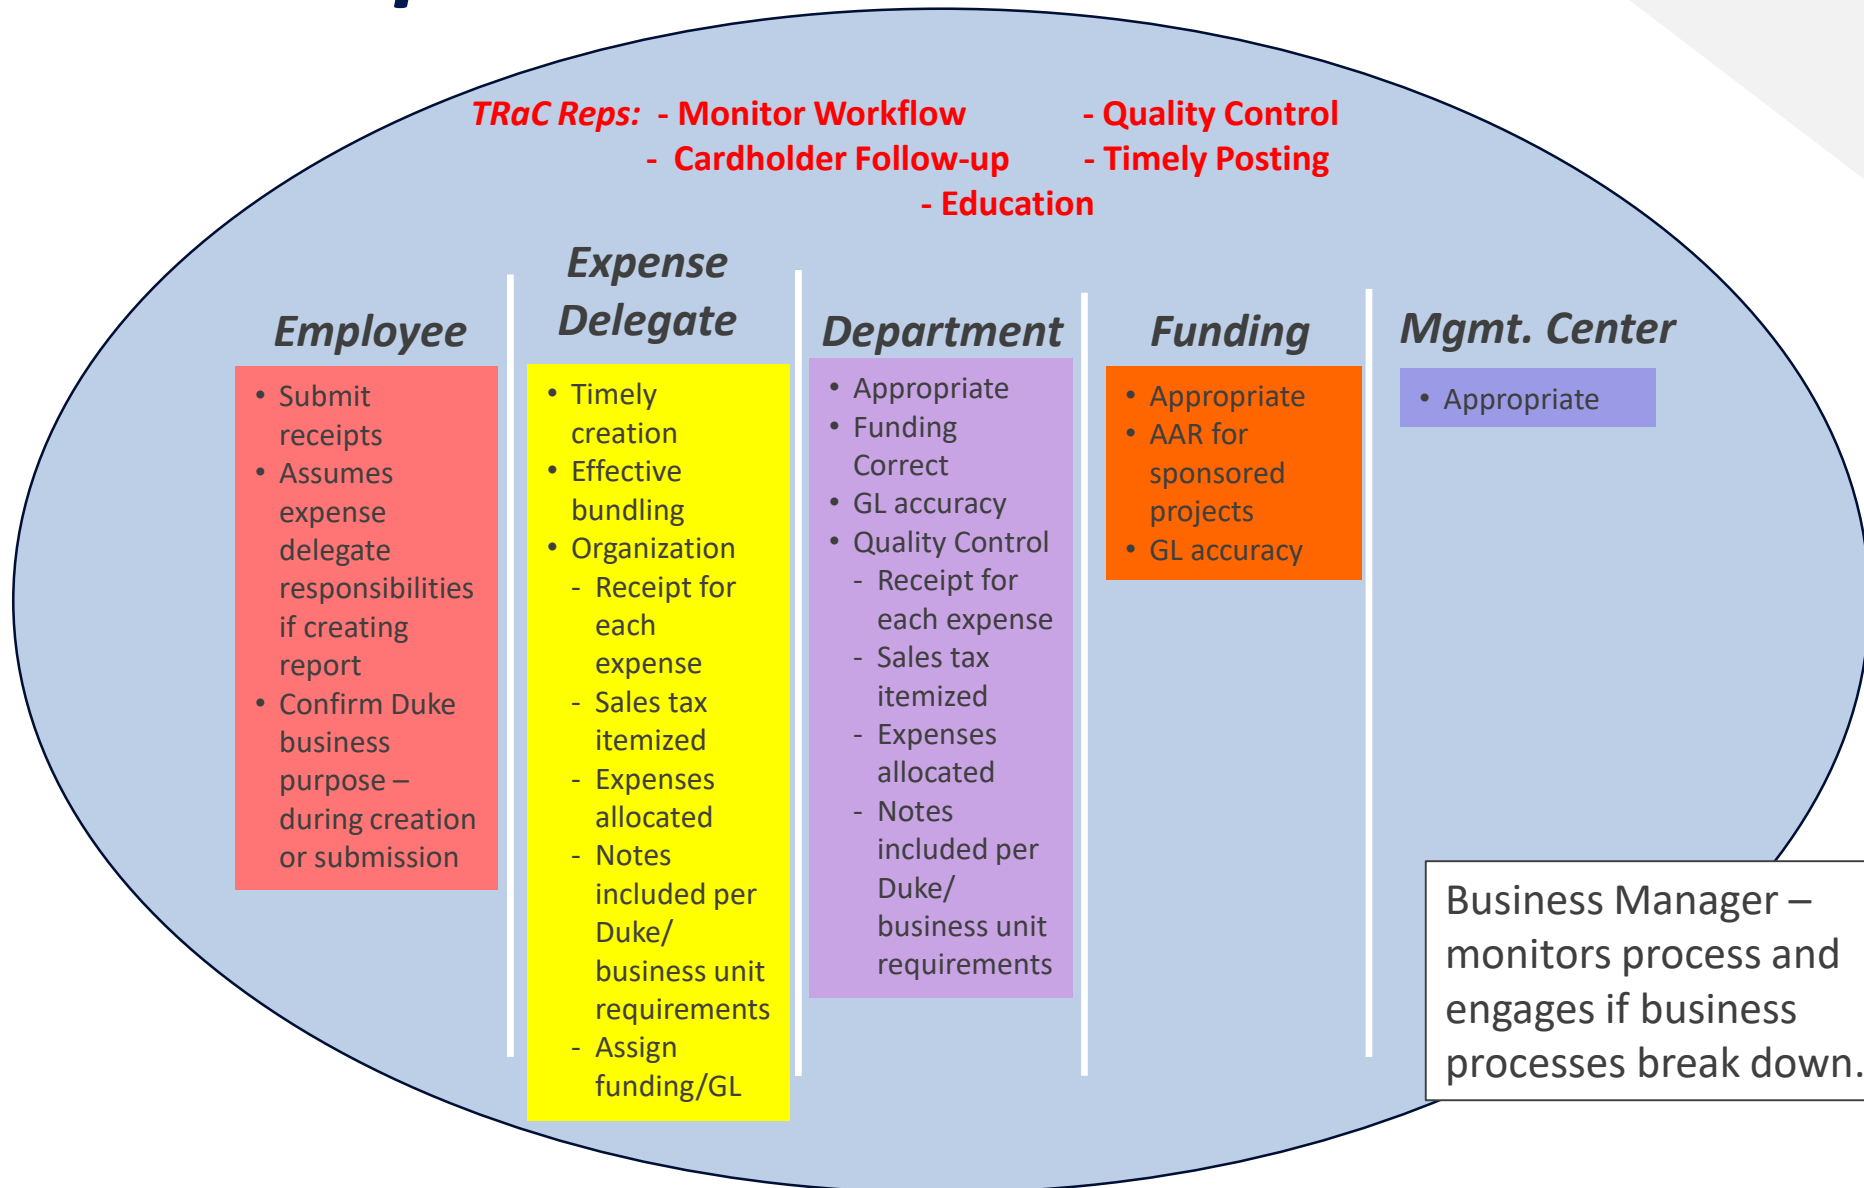 TRaC Reps: - Monitor Workflow - Quality Control
- Cardholder Follow-up - Timely Posting
- Education
Employee
• Submit
receipts
• Assumes
expense
delegate
responsibilities
if creating
report
• Confirm Duke
business
purpose –
during creation
or submission
Expense
Delegate
• Timely
creation
• Effective
bundling
• Organization
- Receipt for
each
expense
- Sales tax
itemized
- Expenses
allocated
- Notes
included per
Duke/
business unit
requirements
- Assign
funding/GL
Department
• Appropriate
• Funding
Correct
• GL accuracy
• Quality Control
- Receipt for
each expense
- Sales tax
itemized
- Expenses
allocated
- Notes
included per
Duke/
business unit
requirements
Funding
• Appropriate
• AAR for
sponsored
projects
• GL accuracy
Mgmt. Center
• Appropriate
Business Manager –
monitors process and
engages if business
processes break down.